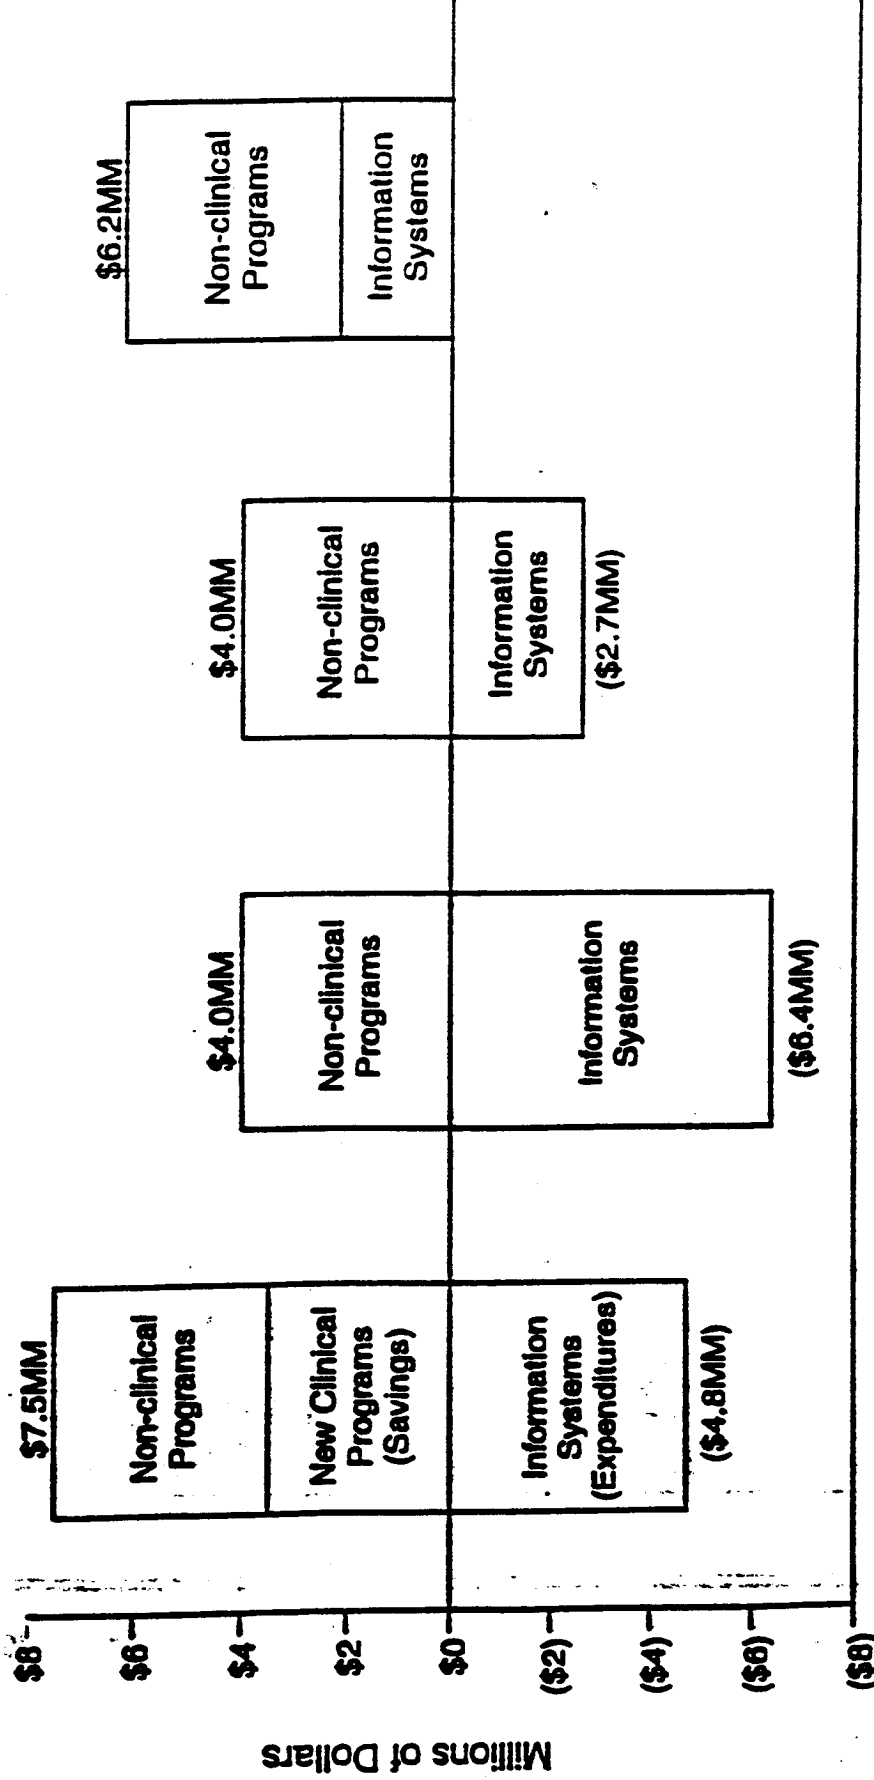 Millions of Dollars
$8
$6
$4
$2
$0
($2)
($4)
($6)
($8)
$7.5MM
Non-clinical
Programs
New Clinical
Programs
(Savings)
Information
Systems
(Expenditures)
($4.8MM)
$4.0MM
Non-clinical
Programs
Information
Systems
($6.4MM)
$4.0MM
Non-clinical
Programs
Information
Systems
($2.7MM)
$6.2MM
Non-clinical
Programs
Information
Systems